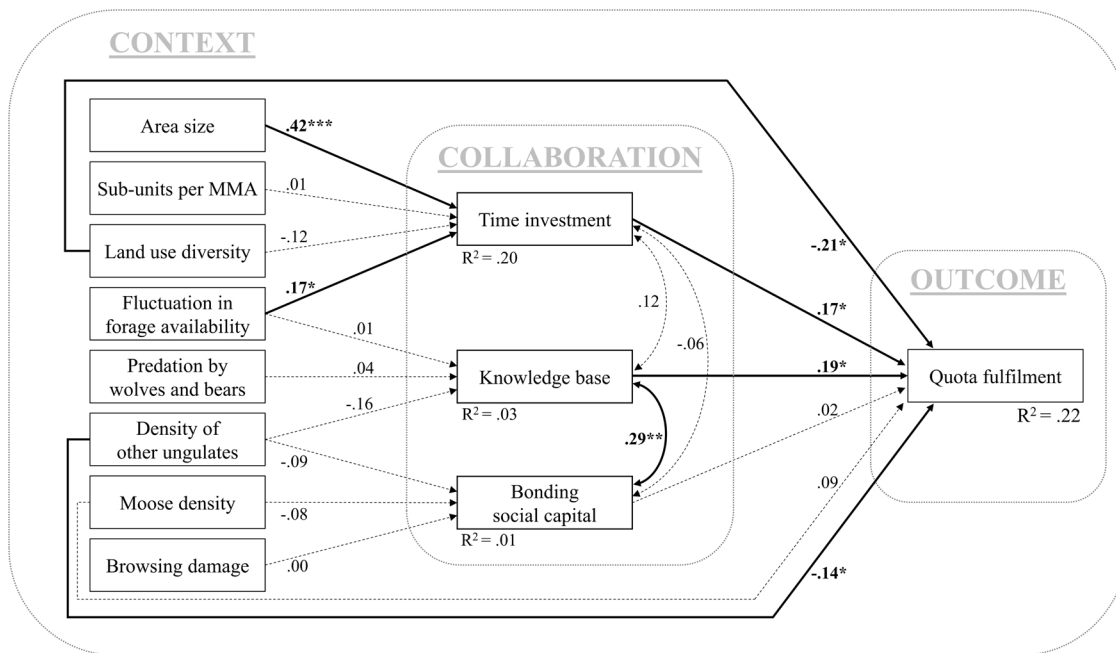 CONTEXT
Area size
.42***
COLLABORATION
Sub-units per MMA
.01
Time investment
Land use diversity
-.12
R² = .20
-.21*
OUTCOME
Fluctuation in
forage availability
.17*
.01
.12
-.06
.17*
Predation by
wolves and bears
.04
Knowledge base
.19*
Quota fulfilment
R² = .03
R² = .22
-.16
.02
Density of
other ungulates
-.09
.29**
Moose density
-.08
Bonding
social capital
.09
R² = .01
Browsing damage
.00
-.14*